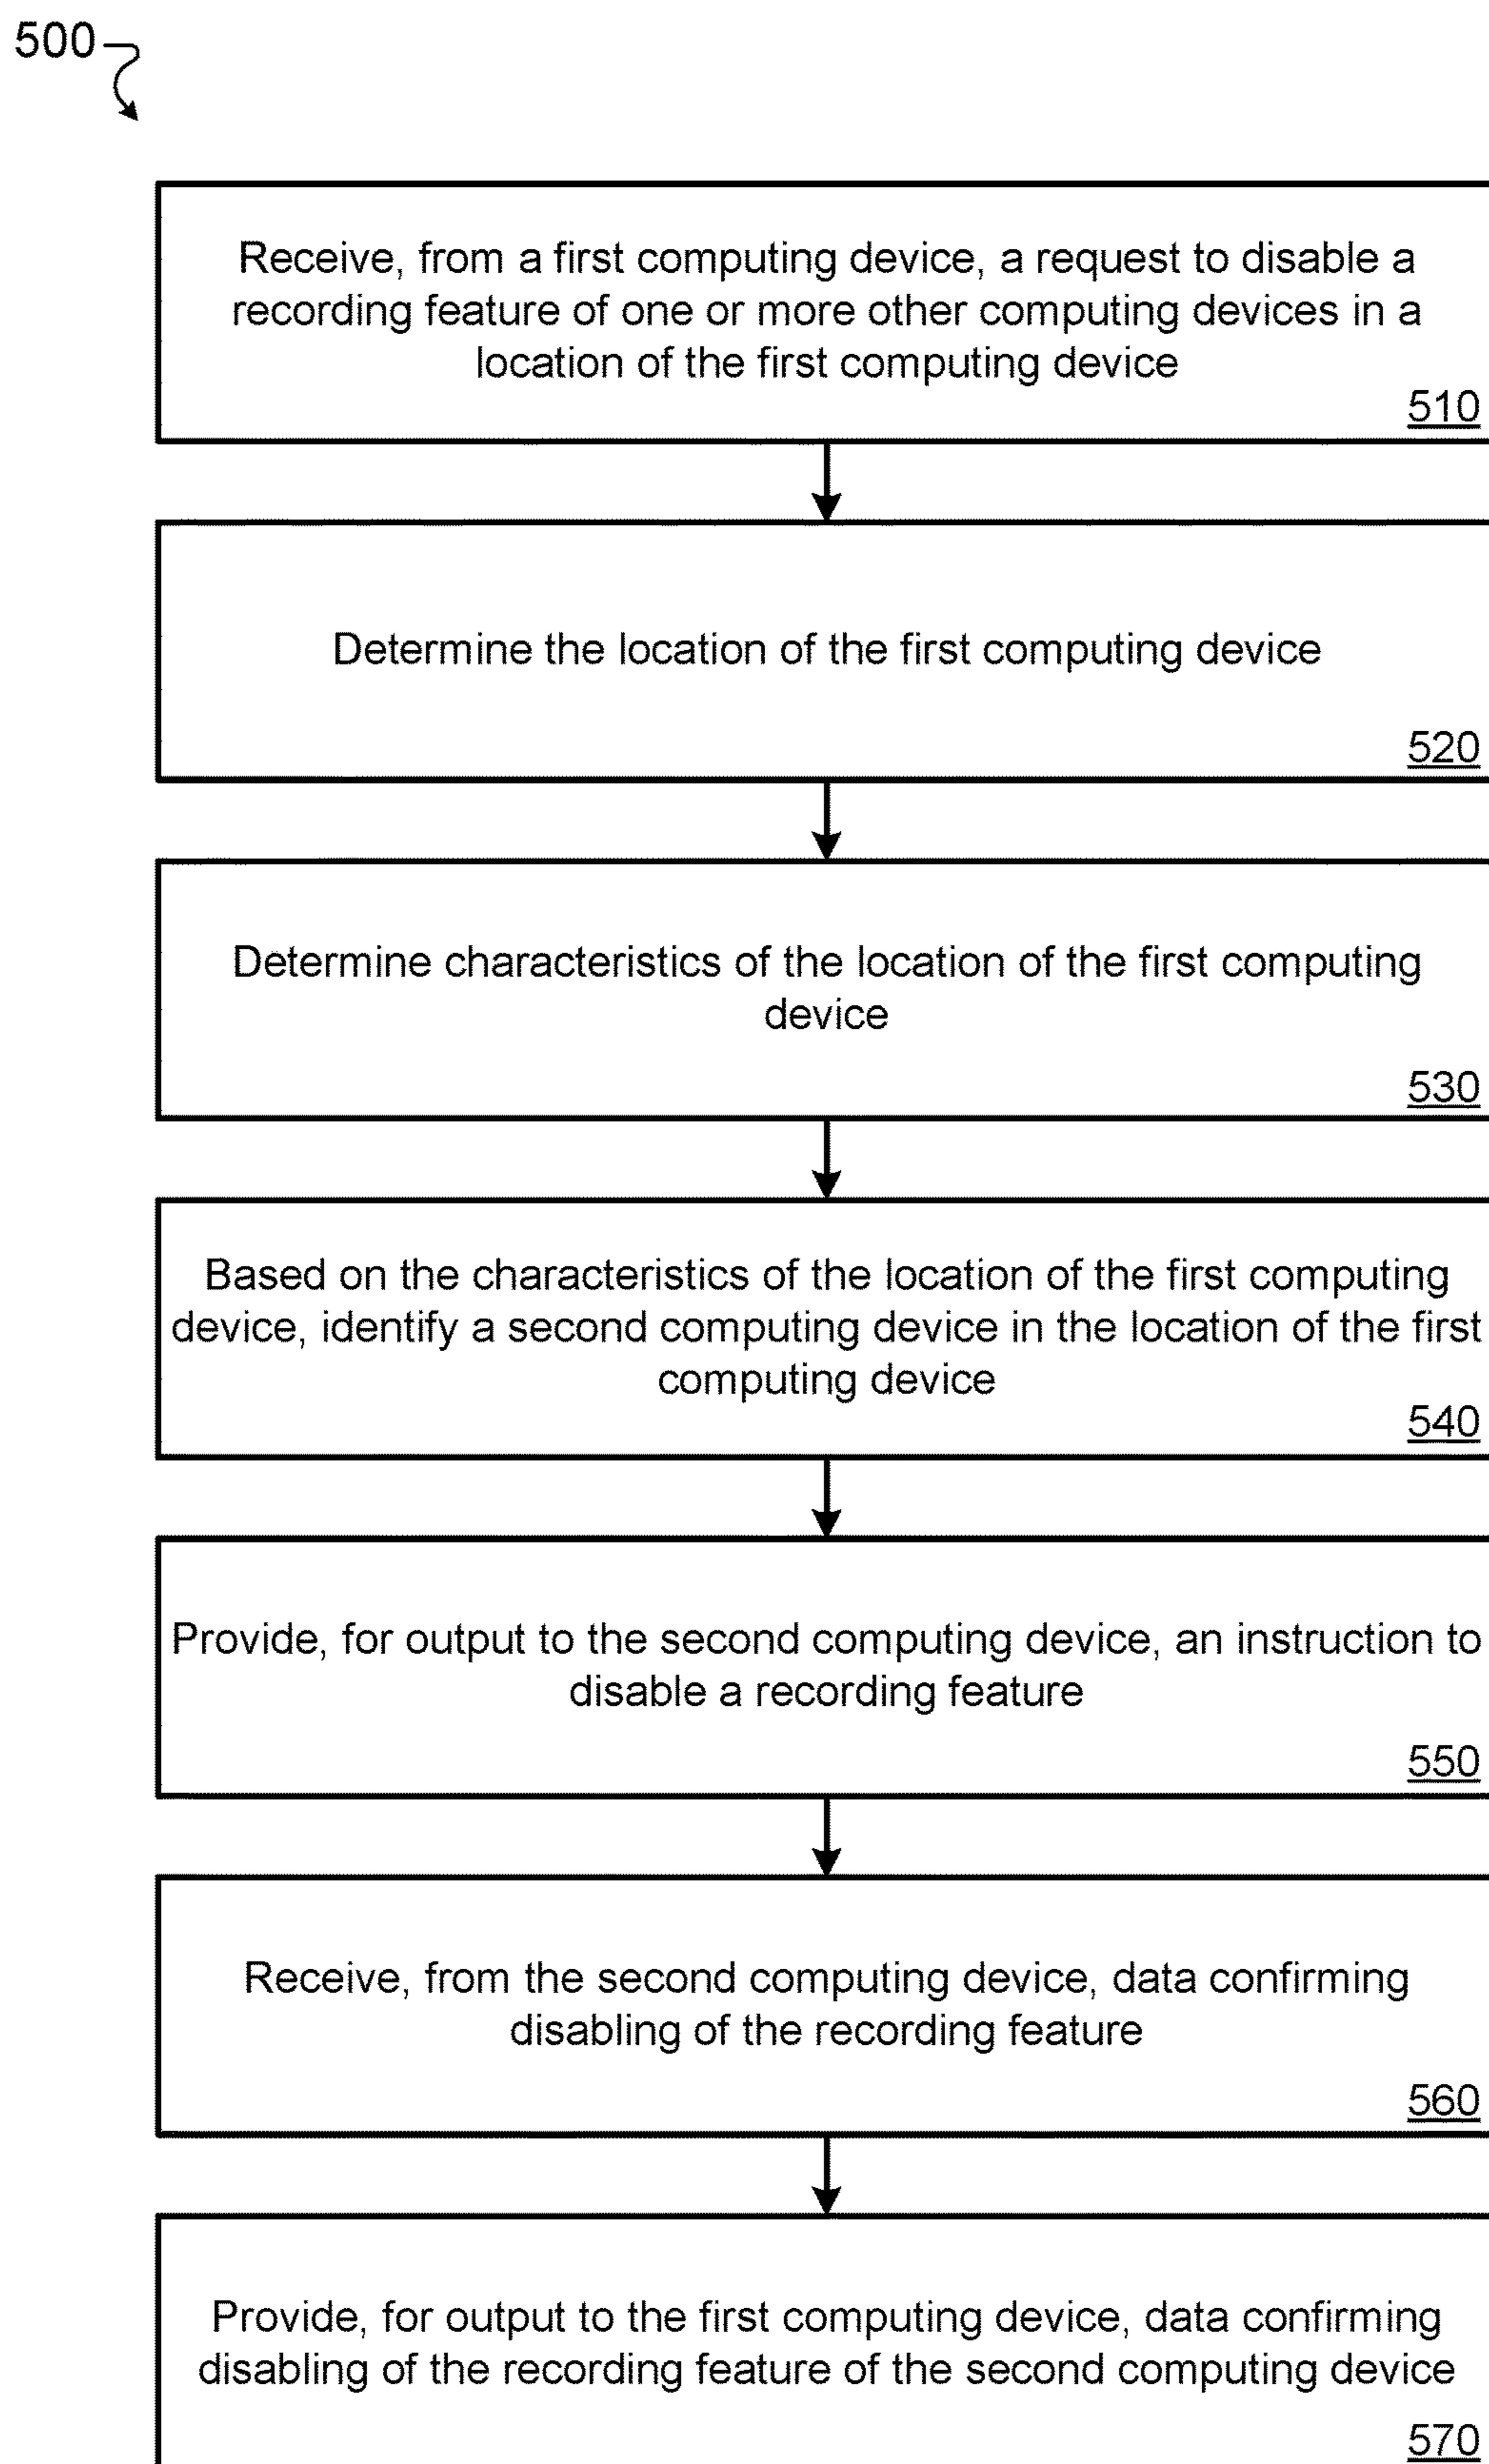 500
Receive, from a first computing device, a request to disable a
recording feature of one or more other computing devices in a
location of the first computing device
510
Determine the location of the first computing device
520
Determine characteristics of the location of the first computing
device
530
Based on the characteristics of the location of the first computing
device, identify a second computing device in the location of the first
computing device
540
Provide, for output to the second computing device, an instruction to
disable a recording feature
550
Receive, from the second computing device, data confirming
disabling of the recording feature
560
Provide, for output to the first computing device, data confirming
disabling of the recording feature of the second computing device
570